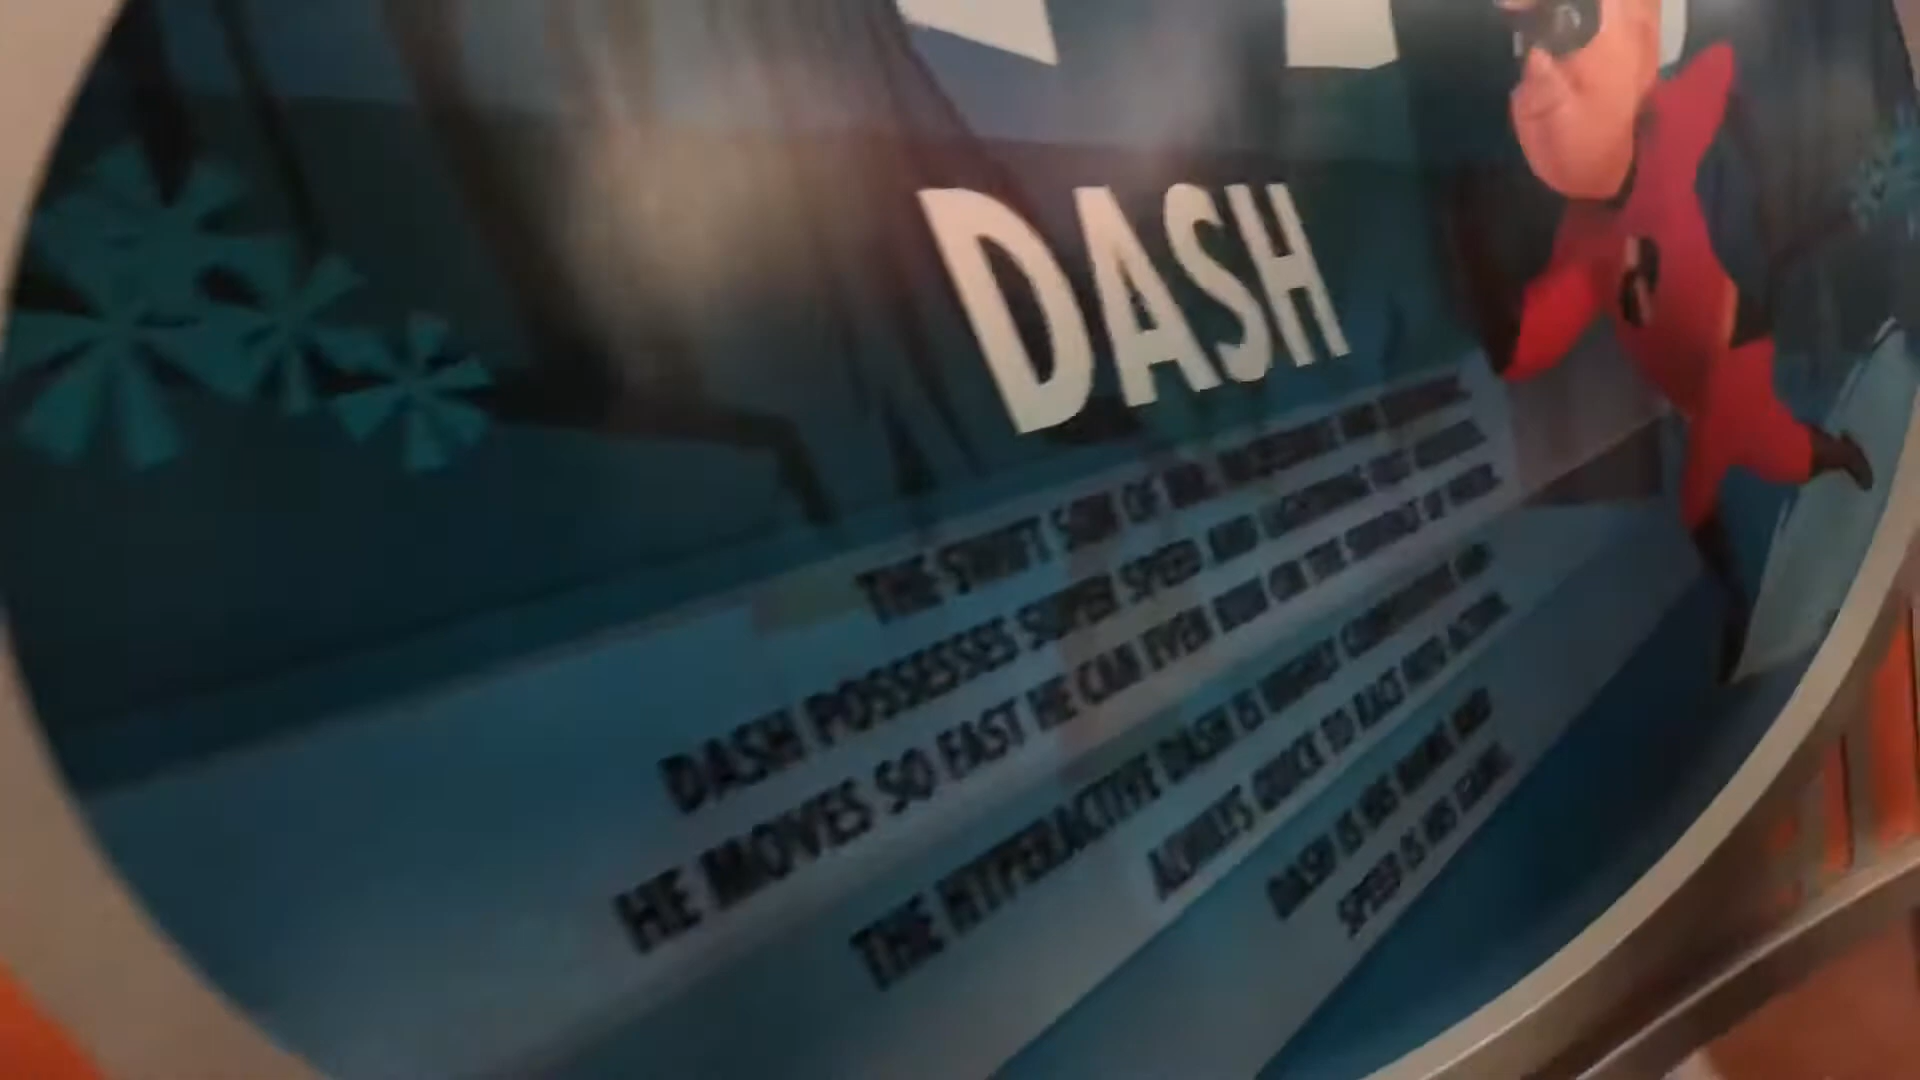 DASH
THE SWIFT SON OF MR. INCREDIBLE AND
DASH POSSESSES SUPER SPEED AND LIGHTNING FAST
HE MOVES SO FAST HE CAN EVEN RUN ON THE SURFACE OF WATER.
THE HYPERACTIVE DASH IS HIGHLY COMPETITIVE AND
ALWAYS QUICK TO RACE INTO ACTION.
DASH IS HIS NAME AND
SPEED IS HIS GAME.